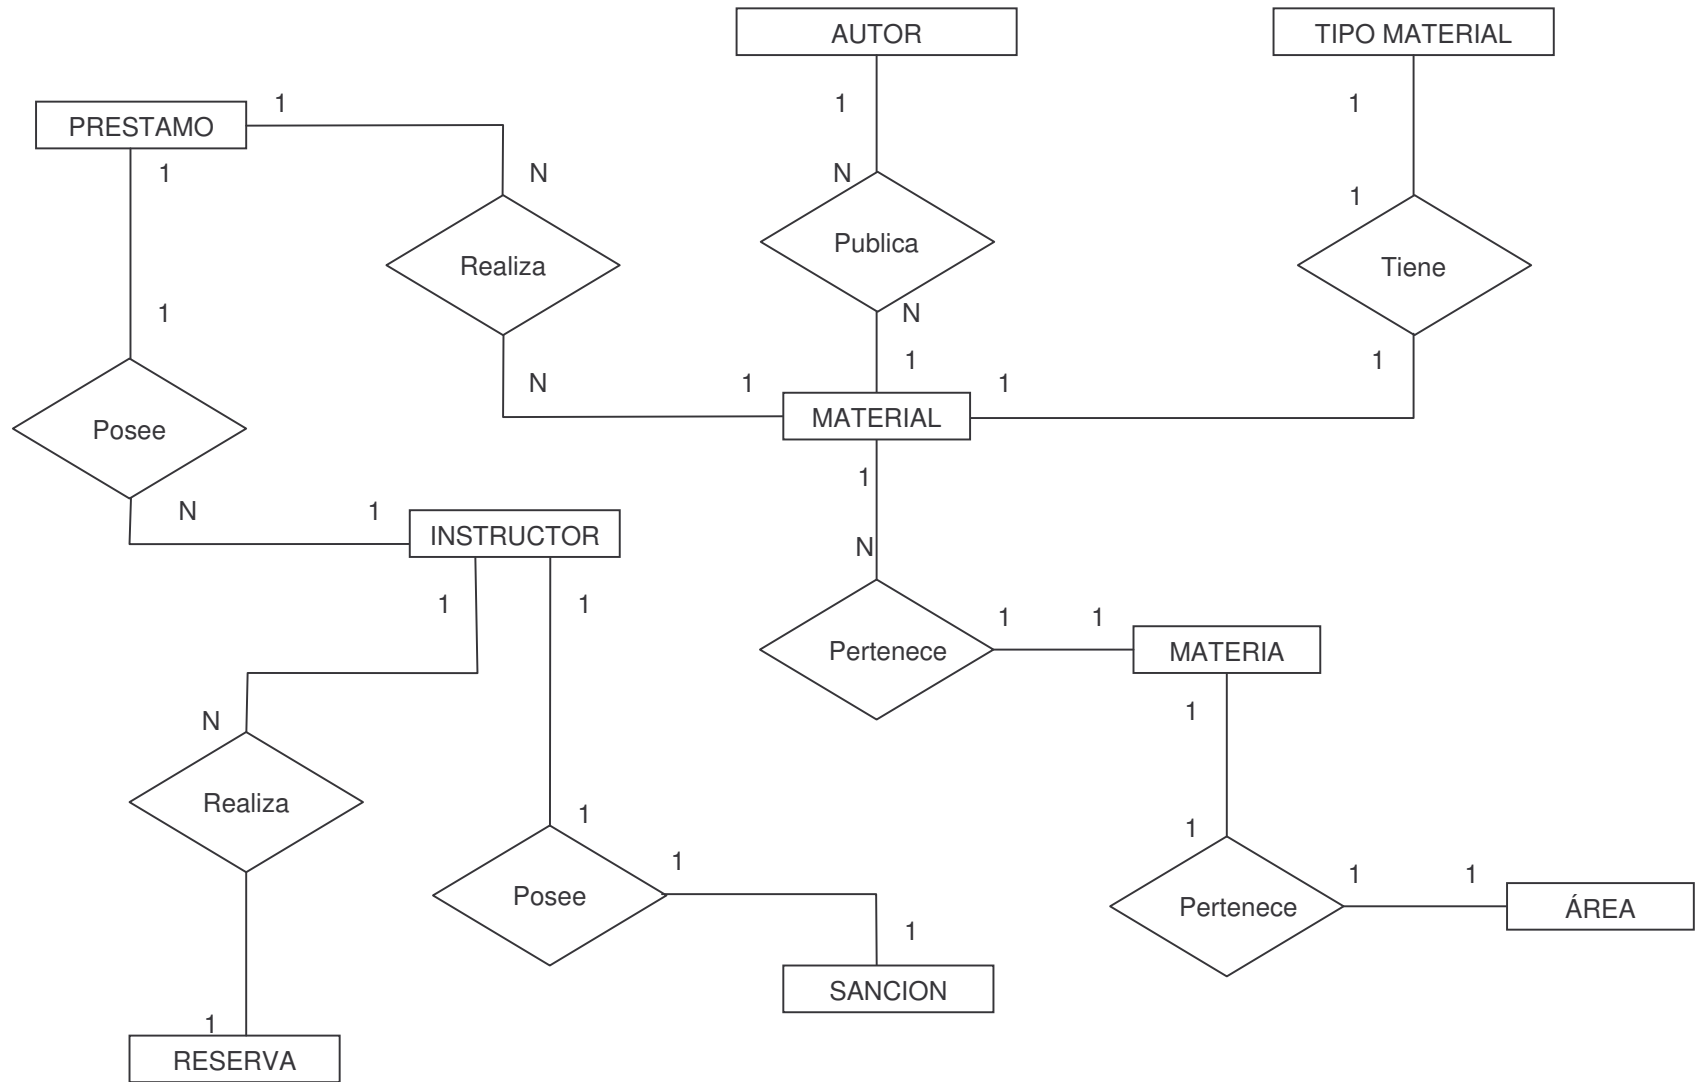 AUTOR
TIPO MATERIAL
1
1
1
PRESTAMO
1
N
N
1
Publica
Realiza
Tiene
1
N
1
1
N
1
1
1
MATERIAL
Posee
1
N
1
INSTRUCTOR
N
1
1
1
1
Pertenece
MATERIA
N
1
Realiza
1
1
1
1
1
Posee
Pertenece
ÁREA
1
SANCION
1
RESERVA